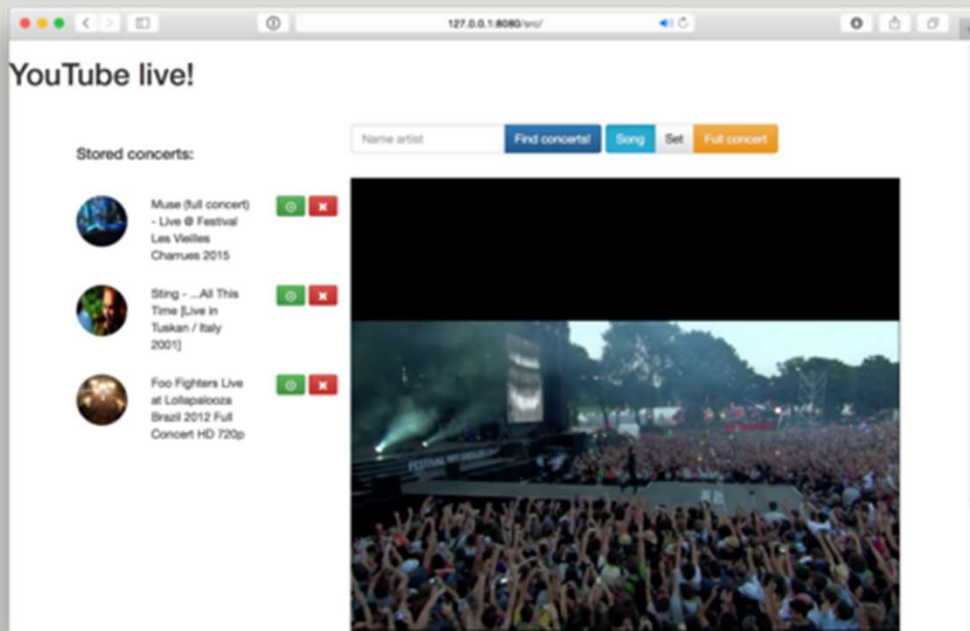 127.0.0.1:8080/src/
YouTube live!
Name artist
Find concerts!
Song
Set
Full concert
Stored concerts:
Muse (full concert)
- Live @ Festival
Les Vieilles
Charrues 2015
Sting - ...All This
Time [Live in
Tuskan / Italy
2001]
Foo Fighters Live
at Lollapalooza
Brazil 2012 Full
Concert HD 720p
FESTIVAL